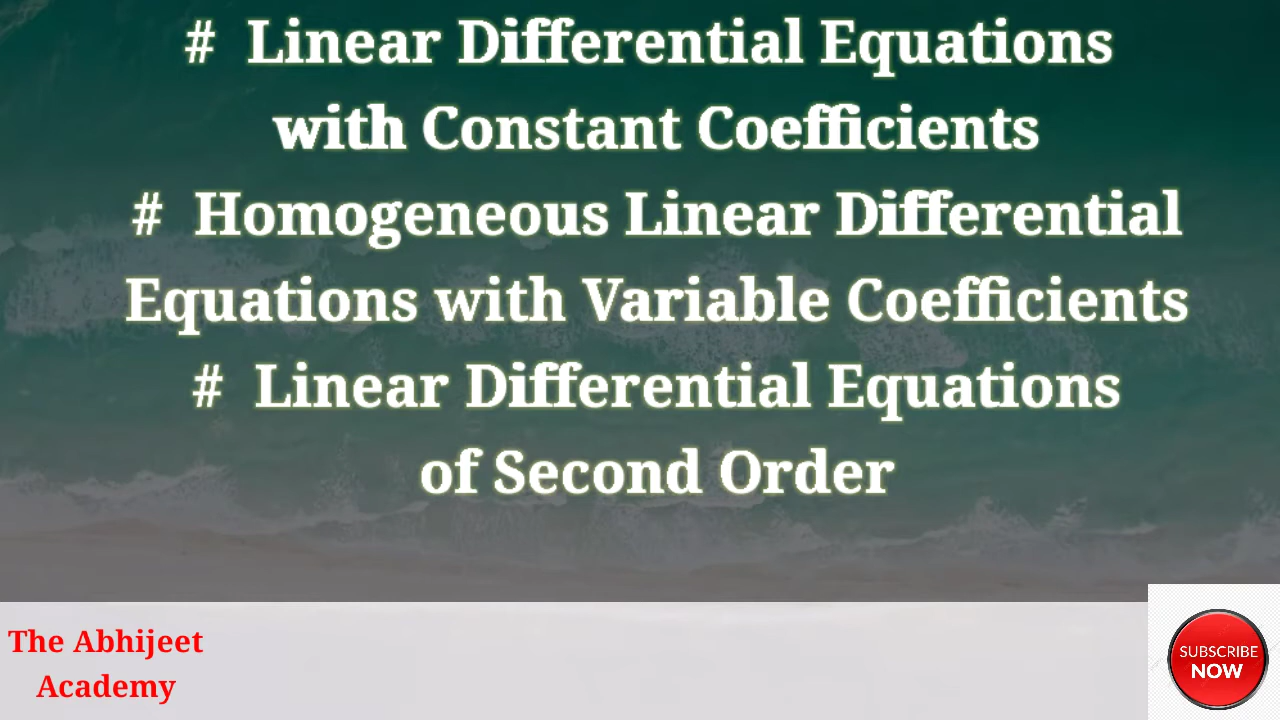 # Linear Differential Equations
with Constant Coefficients
# Homogeneous Linear Differential
Equations with Variable Coefficients
# Linear Differential Equations
of Second Order
The Abhijeet
Academy
SUBSCRIBE
NOW